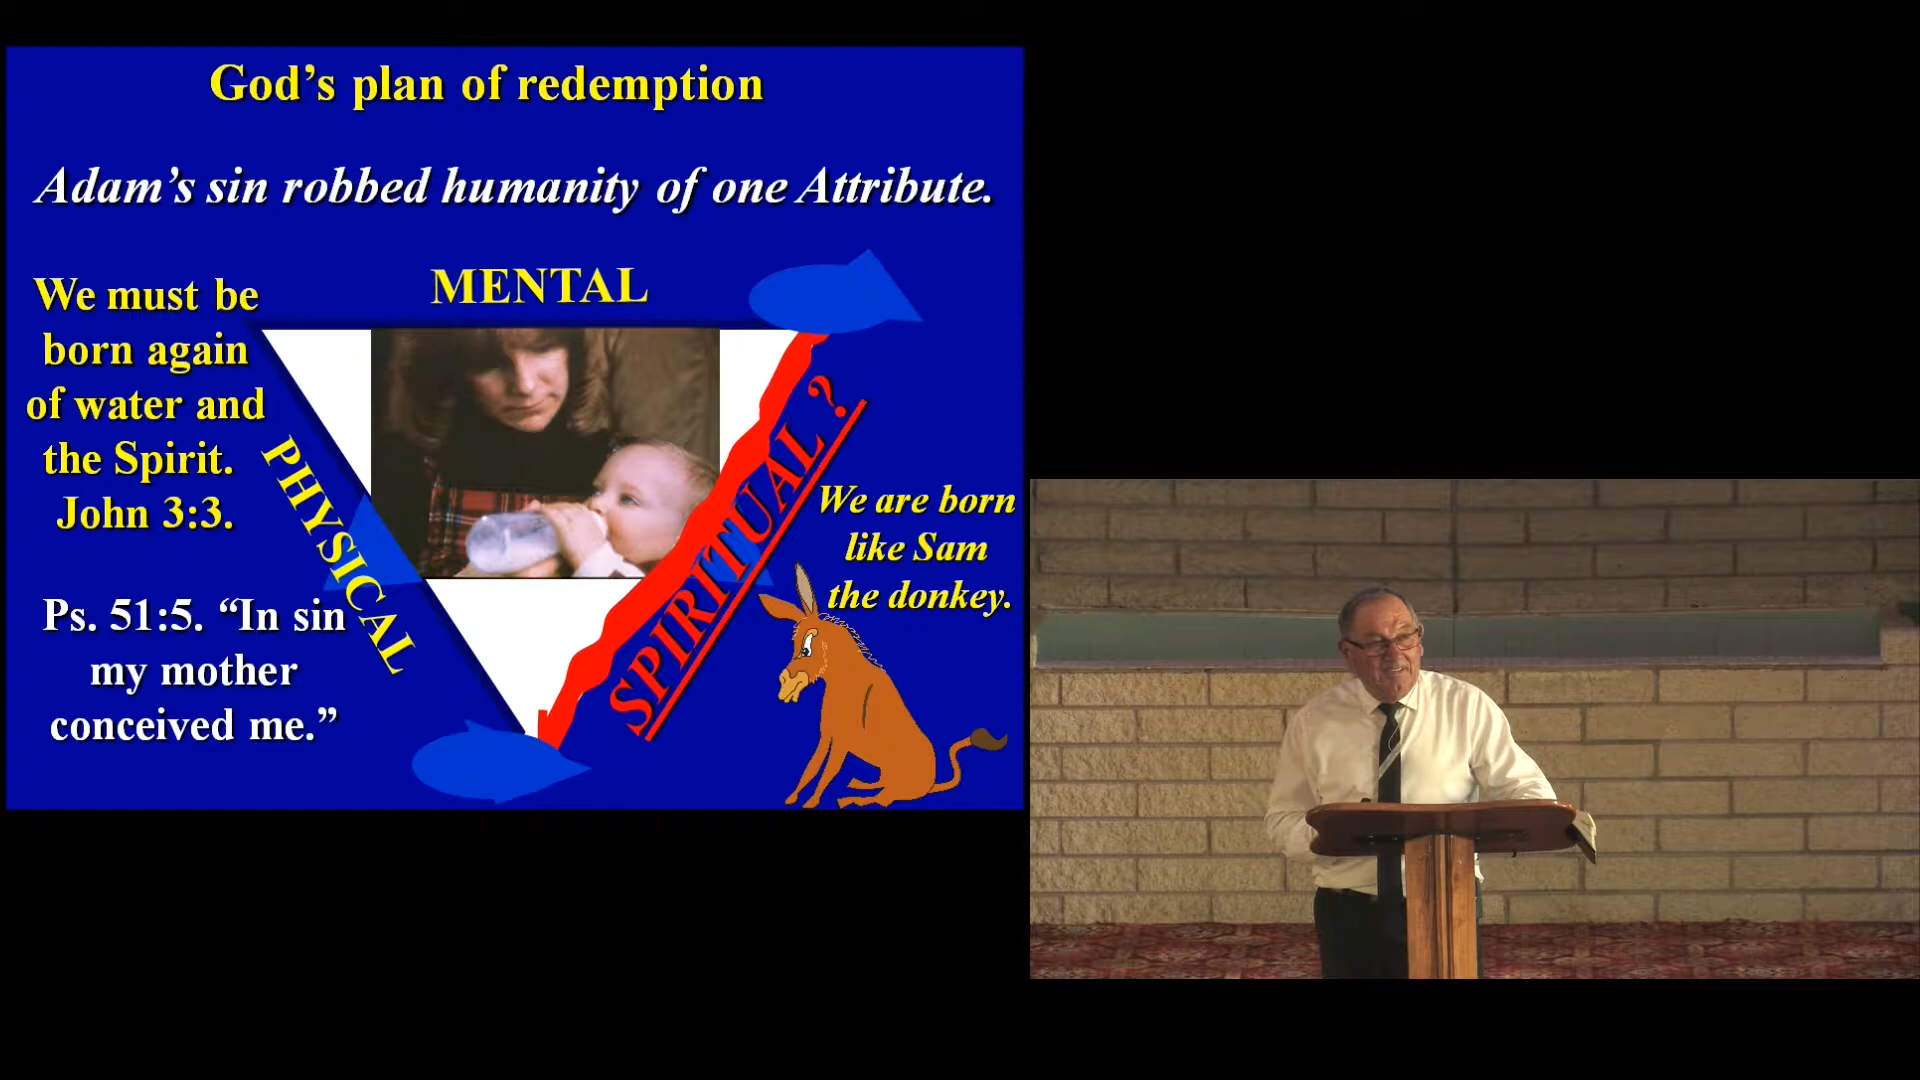 God's plan of redemption
Adam's sin robbed humanity of one Attribute.
MENTAL
We must be
born again
of water and
the Spirit.
John 3:3.
PHYSICAL
Ps. 51:5. “In sin
my mother
conceived me.”
SPIRITUAL ?
We are born
like Sam
the donkey.